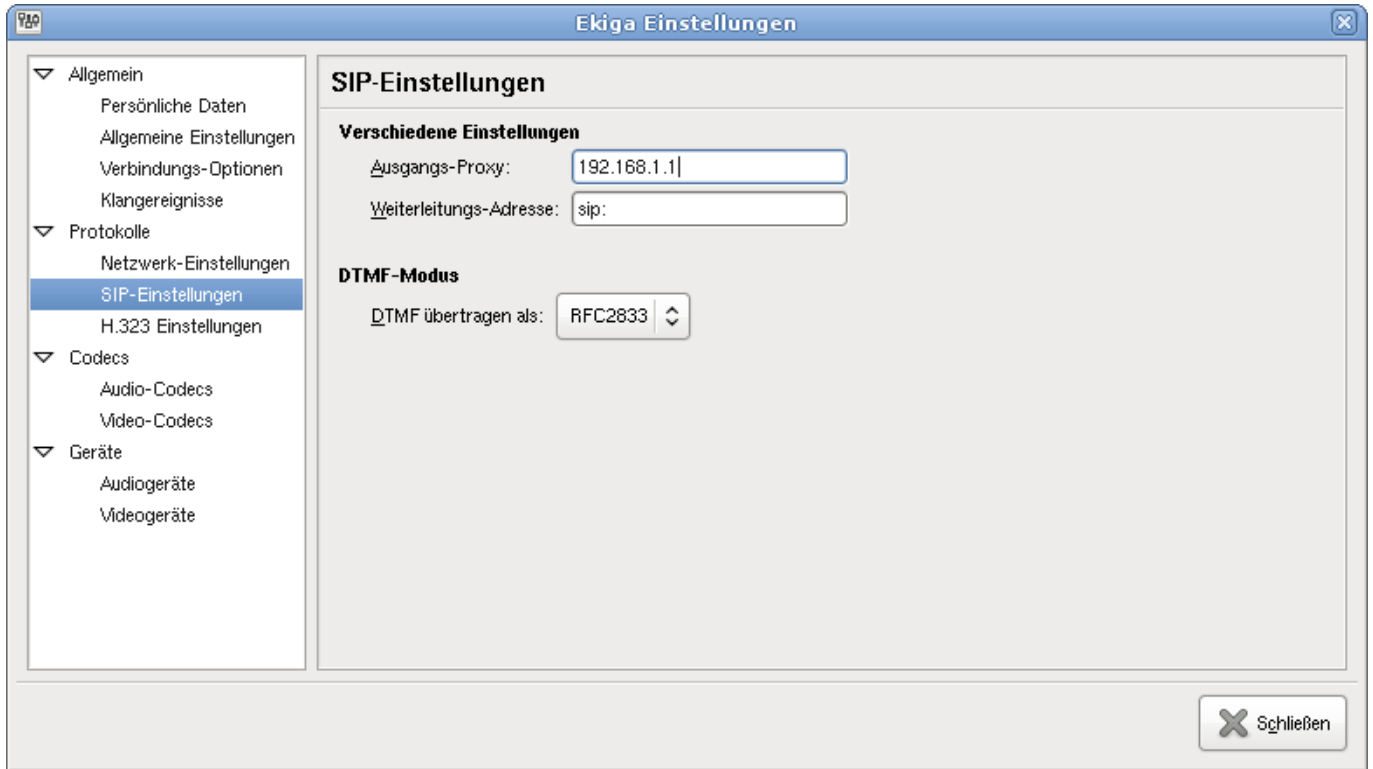 Ekiga Einstellungen
Allgemein
Persönliche Daten
Allgemeine Einstellungen
Verbindungs-Optionen
Klangereignisse
Protokolle
Netzwerk-Einstellungen
SIP-Einstellungen
H.323 Einstellungen
Codecs
Audio-Codecs
Video-Codecs
Geräte
Audiogeräte
Videogeräte
SIP-Einstellungen
Verschiedene Einstellungen
Ausgangs-Proxy: 192.168.1.1
Weiterleitungs-Adresse: sip:
DTMF-Modus
DTMF übertragen als: RFC2833
Schließen